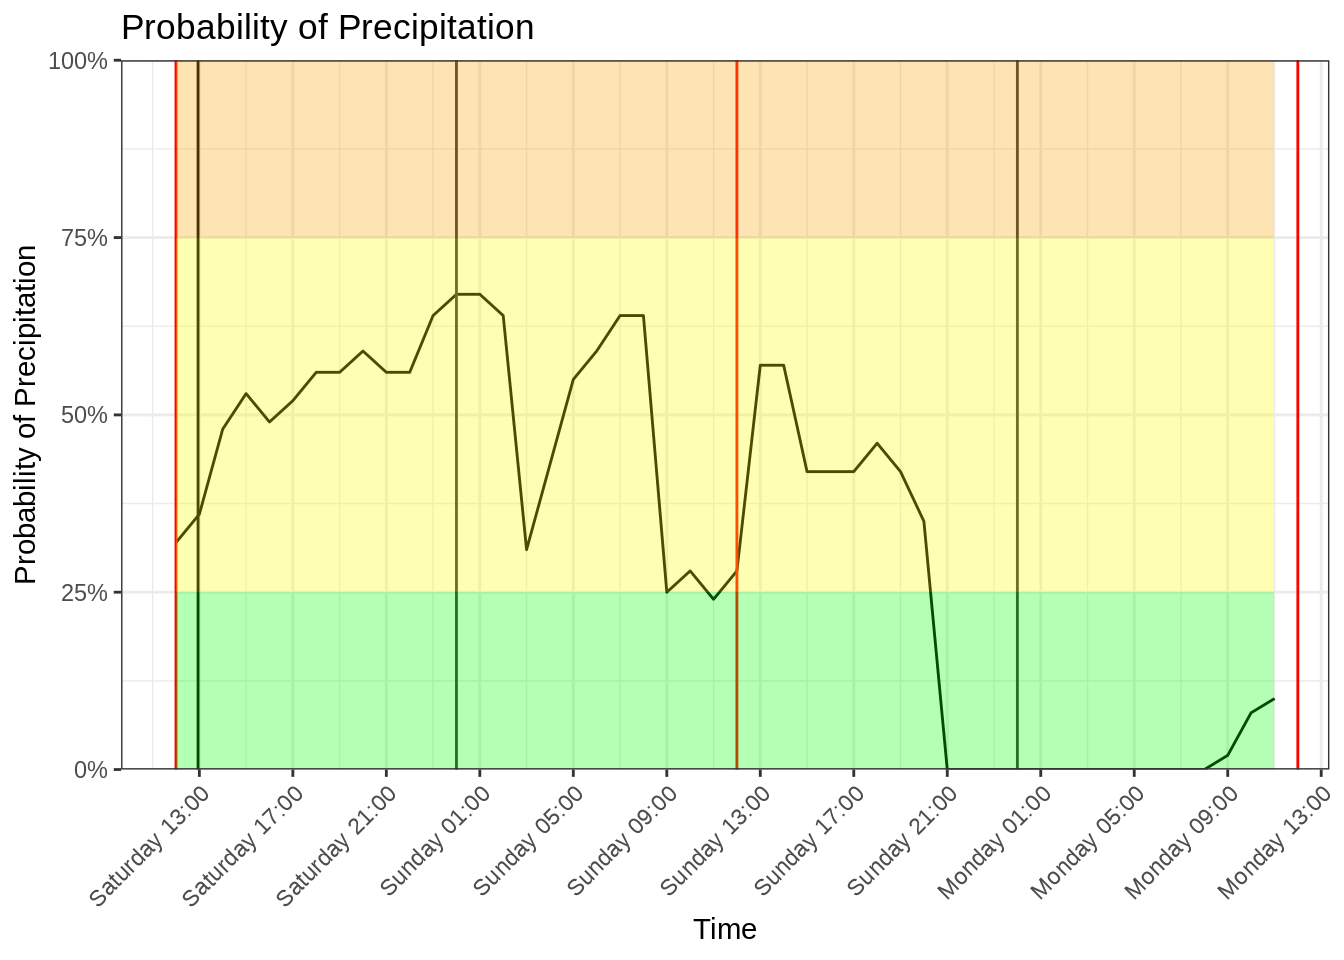 Probability of Precipitation
Probability of Precipitation
100%
75%
50%
25%
0%
Saturday 13:00
Saturday 17:00
Saturday 21:00
Sunday 01:00
Sunday 05:00
Sunday 09:00
Sunday 13:00
Sunday 17:00
Sunday 21:00
Monday 01:00
Monday 05:00
Monday 09:00
Monday 13:00
Time